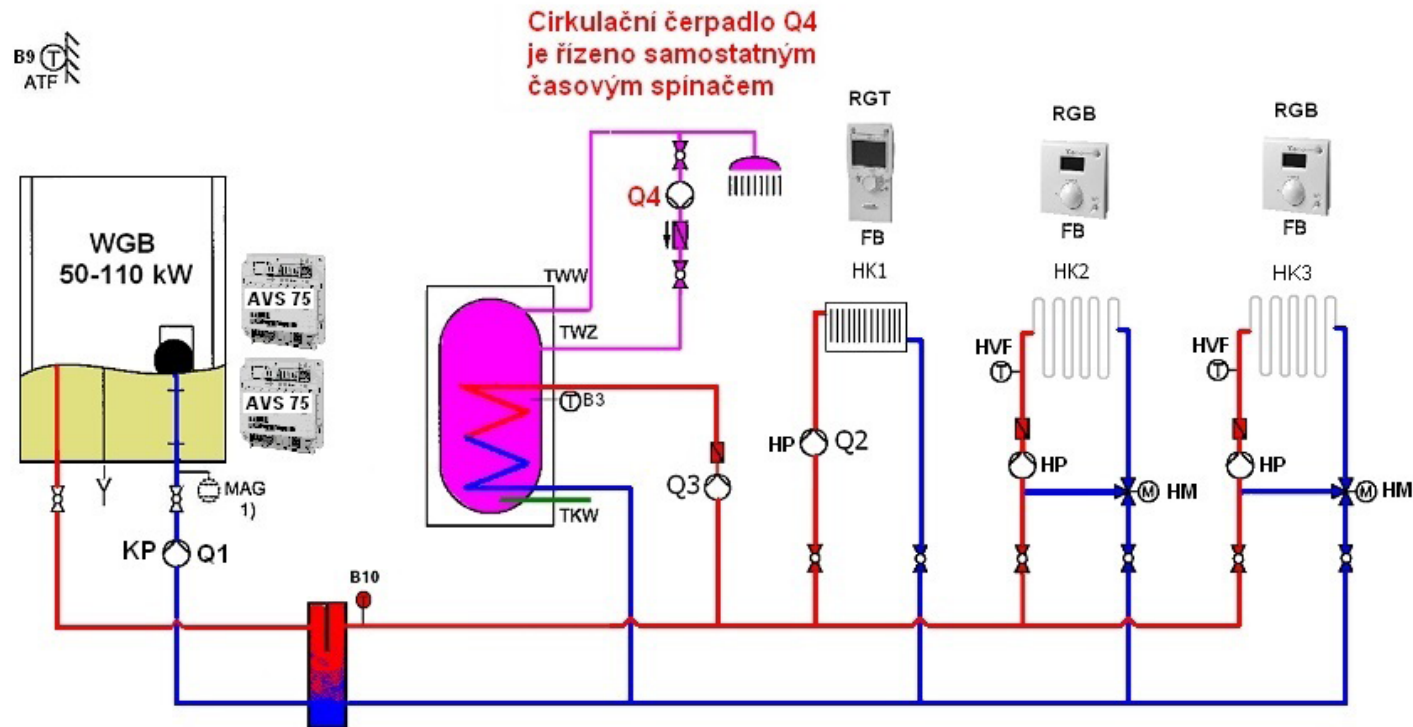 Cirkulační čerpadlo Q4
je řízeno samostatným
časovým spínačem
B9 T
ATF
RGT
RGB
RGB
WGB
50-110 kW
AVS 75
AVS 75
Q4
FB
FB
FB
HK1
HK2
HK3
TWW
TWZ
HVF
T
HVF
T
T B3
HP
Q2
HP
HP
Q3
M HM
M HM
MAG
1)
TKW
KP
Q1
B10
T